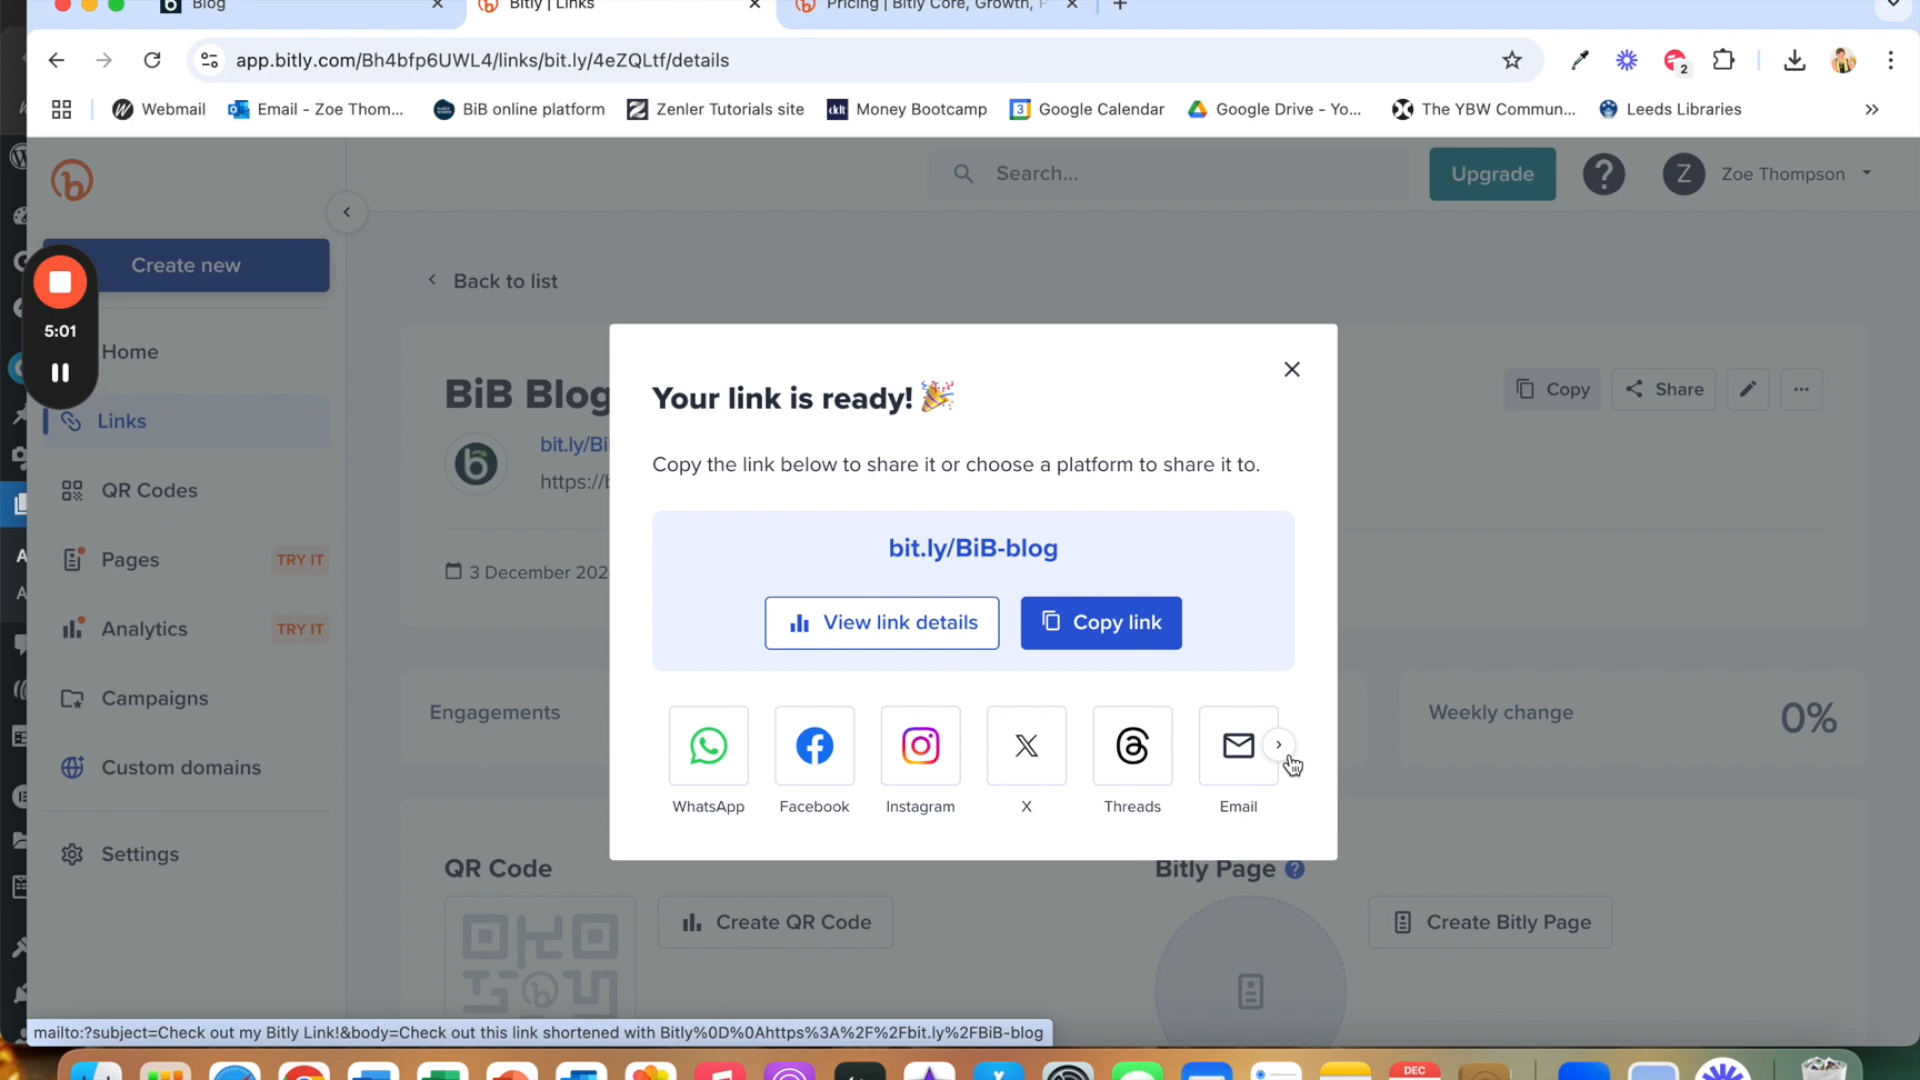 Blog
Bitly | Links
Pricing | Bitly Core, Growth, P
app.bitly.com/Bh4bfp6UWL4/links/bit.ly/4eZQLtf/details
2
Webmail
Email - Zoe Thom...
BiB online platform
Zenler Tutorials site
Money Bootcamp
Google Calendar
Google Drive - Yo...
The YBW Commun...
Leeds Libraries
Search...
Upgrade
Z
Zoe Thompson
Create new
5:01
Home
Links
QR Codes
Pages
TRY IT
Analytics
TRY IT
Campaigns
Custom domains
Settings
Back to list
BiB Blog
bit.ly/Bi
https://b
Copy
Share
3 December 202
Your link is ready!
Copy the link below to share it or choose a platform to share it to.
bit.ly/BiB-blog
View link details
Copy link
WhatsApp
Facebook
Instagram
X
Threads
Email
Engagements
Weekly change
0%
QR Code
Create QR Code
Bitly Page
Create Bitly Page
mailto:?subject=Check out my Bitly Link!&body=Check out this link shortened with Bitly%0D%0Ahttps%3A%2F%2Fbit.ly%2FBiB-blog
DEC